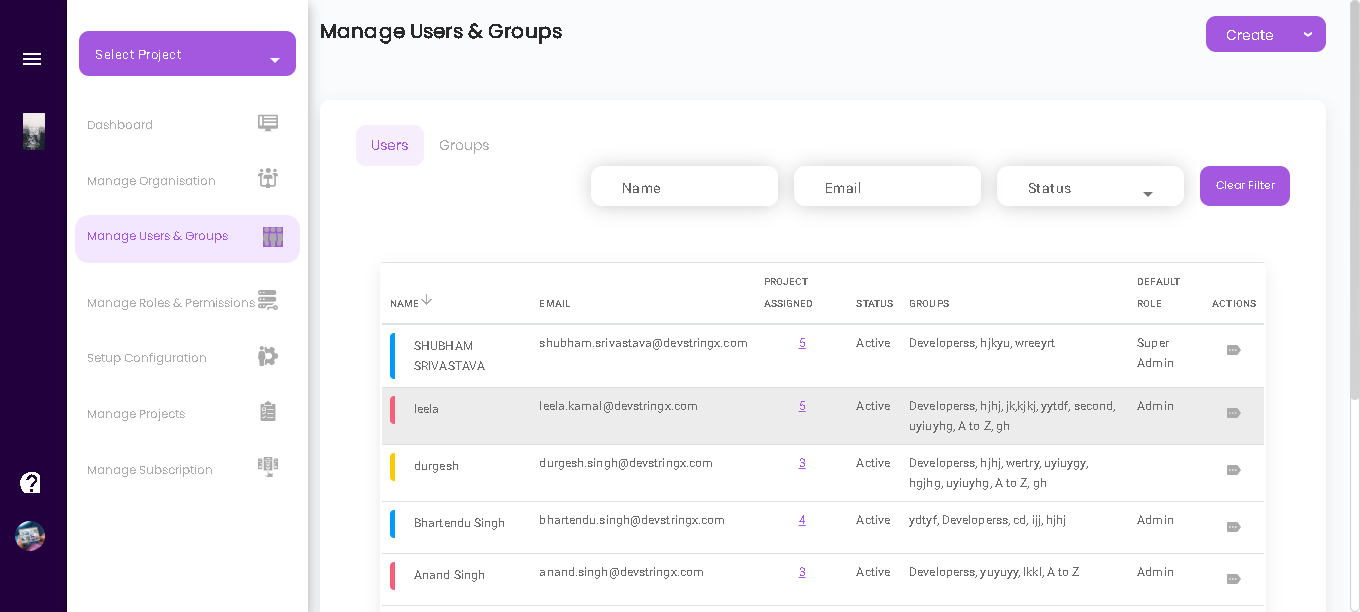 Manage Users & Groups
Create
Select Project
Dashboard
Manage Organisation
Manage Users & Groups
Manage Roles & Permissions
Setup Configuration
Manage Projects
Manage Subscription
Users
Groups
Name
Email
Status
Clear Filter
NAME
EMAIL
PROJECT
ASSIGNED
STATUS
GROUPS
DEFAULT
ROLE
ACTIONS
SHUBHAM
SRIVASTAVA
shubham.srivastava@devstringx.com
5
Active
Developerss, hjkyu, wreeyrt
Super
Admin
leela
leela.kamal@devstringx.com
5
Active
Developerss, hjhj, jk,kjkj, yytdf, second,
uyiuyhg, A to Z, gh
Admin
durgesh
durgesh.singh@devstringx.com
3
Active
Developerss, hjhj, wertry, uyiuygy,
hgjhg, uyiuyhg, A to Z, gh
Admin
Bhartendu Singh
bhartendu.singh@devstringx.com
4
Active
ydtyf, Developerss, cd, ijj, hjhj
Admin
Anand Singh
anand.singh@devstringx.com
3
Active
Developerss, yuyuyy, lkkl, A to Z
Admin